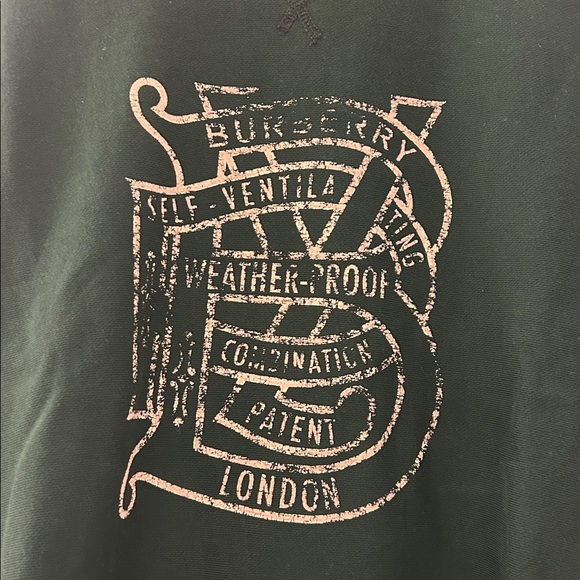 BURBERRY
SELF-VENTILATING
WEATHER-PROOF
COMBINATION
PATENT
LONDON